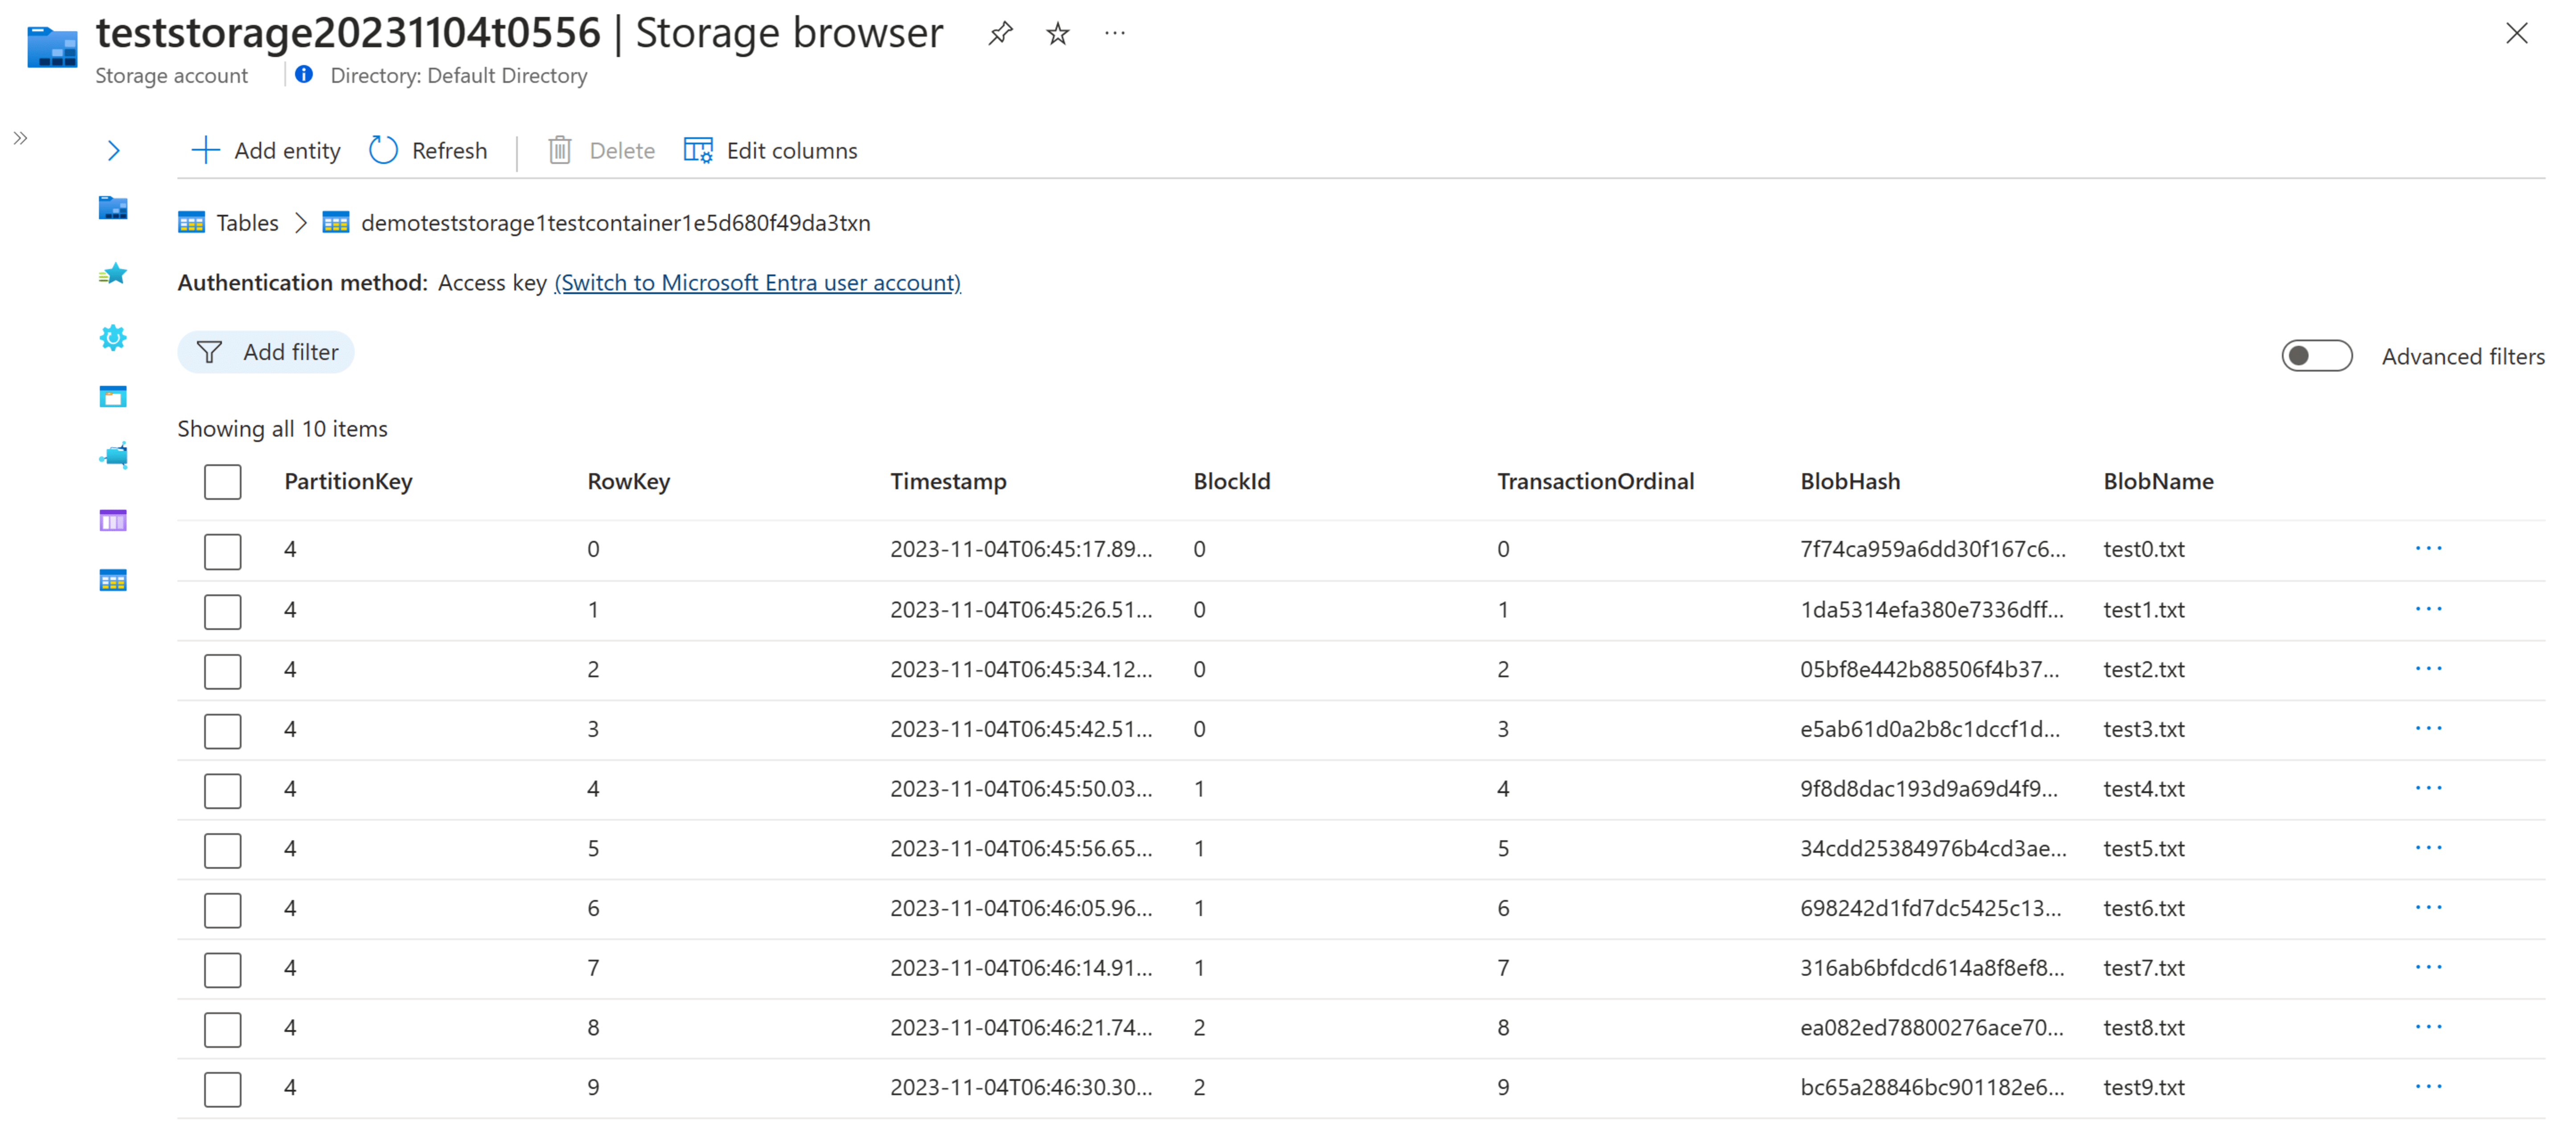 teststorage20231104t0556 | Storage browser
Storage account
Directory: Default Directory
Add entity Refresh Delete Edit columns
Tables > demoteststorage1testcontainer1e5d680f49da3txn
Authentication method: Access key (Switch to Microsoft Entra user account)
Add filter
Advanced filters
Showing all 10 items
PartitionKey RowKey Timestamp BlockId TransactionOrdinal BlobHash BlobName
4 0 2023-11-04T06:45:17.89... 0 0 7f74ca959a6dd30f167c6... test0.txt
4 1 2023-11-04T06:45:26.51... 0 1 1da5314efa380e7336dff... test1.txt
4 2 2023-11-04T06:45:34.12... 0 2 05bf8e442b88506f4b37... test2.txt
4 3 2023-11-04T06:45:42.51... 0 3 e5ab61d0a2b8c1dccf1d... test3.txt
4 4 2023-11-04T06:45:50.03... 1 4 9f8d8dac193d9a69d4f9... test4.txt
4 5 2023-11-04T06:45:56.65... 1 5 34cdd25384976b4cd3ae... test5.txt
4 6 2023-11-04T06:46:05.96... 1 6 698242d1fd7dc5425c13... test6.txt
4 7 2023-11-04T06:46:14.91... 1 7 316ab6bfdcd614a8f8ef8... test7.txt
4 8 2023-11-04T06:46:21.74... 2 8 ea082ed78800276ace70... test8.txt
4 9 2023-11-04T06:46:30.30... 2 9 bc65a28846bc901182e6... test9.txt